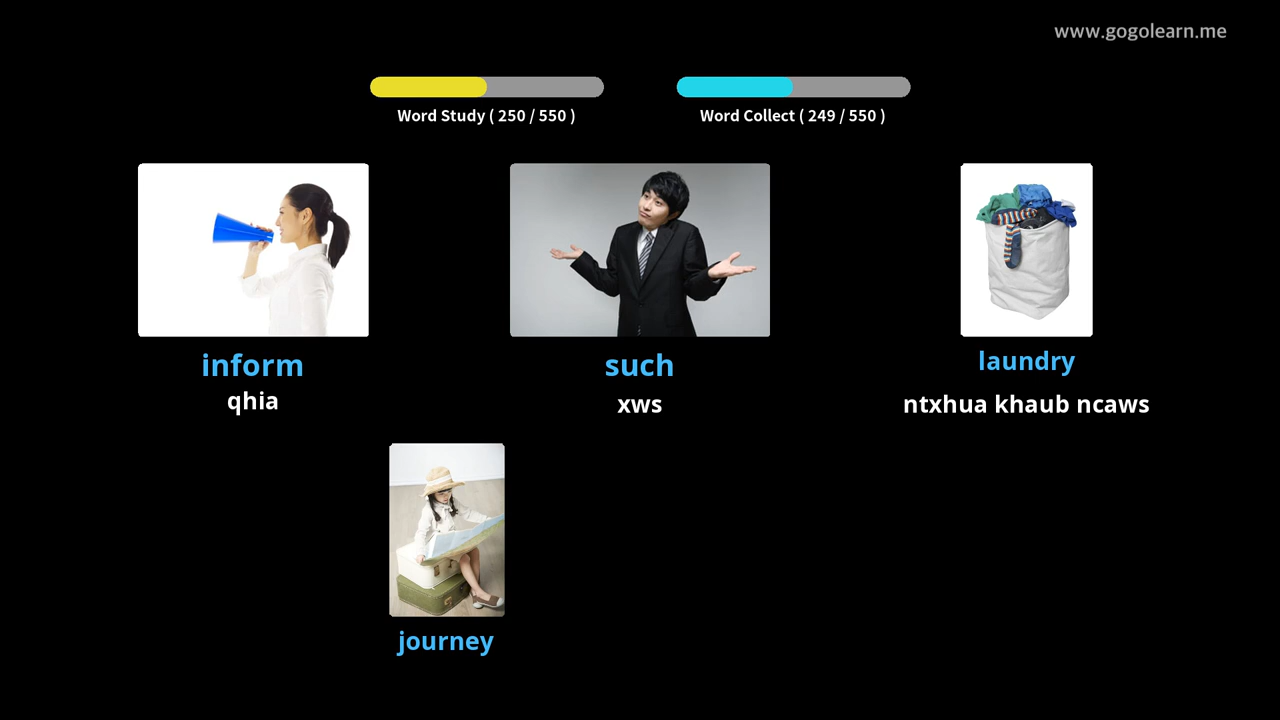 www.gogolearn.me
Word Study ( 250 / 550 )
Word Collect ( 249 / 550 )
inform
qhia
such
xws
laundry
ntxhua khaub ncaws
journey